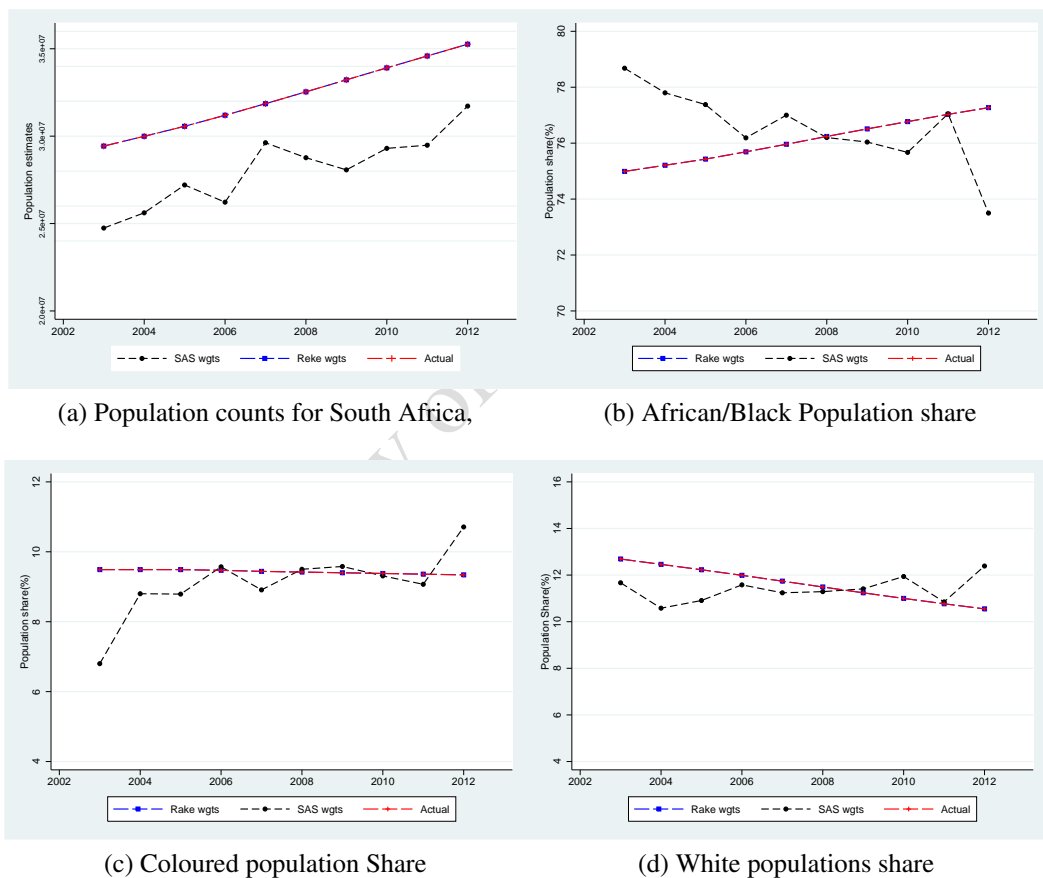 3.5e+07
3.0e+07
2.5e+07
2.0e+07
Population estimates
2002 2004 2006 2008 2010 2012
SAS wgts Reke wgts Actual
(a) Population counts for South Africa,
80
78
76
74
72
70
Population share(%)
2002 2004 2006 2008 2010 2012
Rake wgts SAS wgts Actual
(b) African/Black Population share
12
10
8
6
4
Population share(%)
2002 2004 2006 2008 2010 2012
Rake wgts SAS wgts Actual
(c) Coloured population Share
16
14
12
10
8
6
4
Population Share(%)
2002 2004 2006 2008 2010 2012
Rake wgts SAS wgts Actual
(d) White populations share